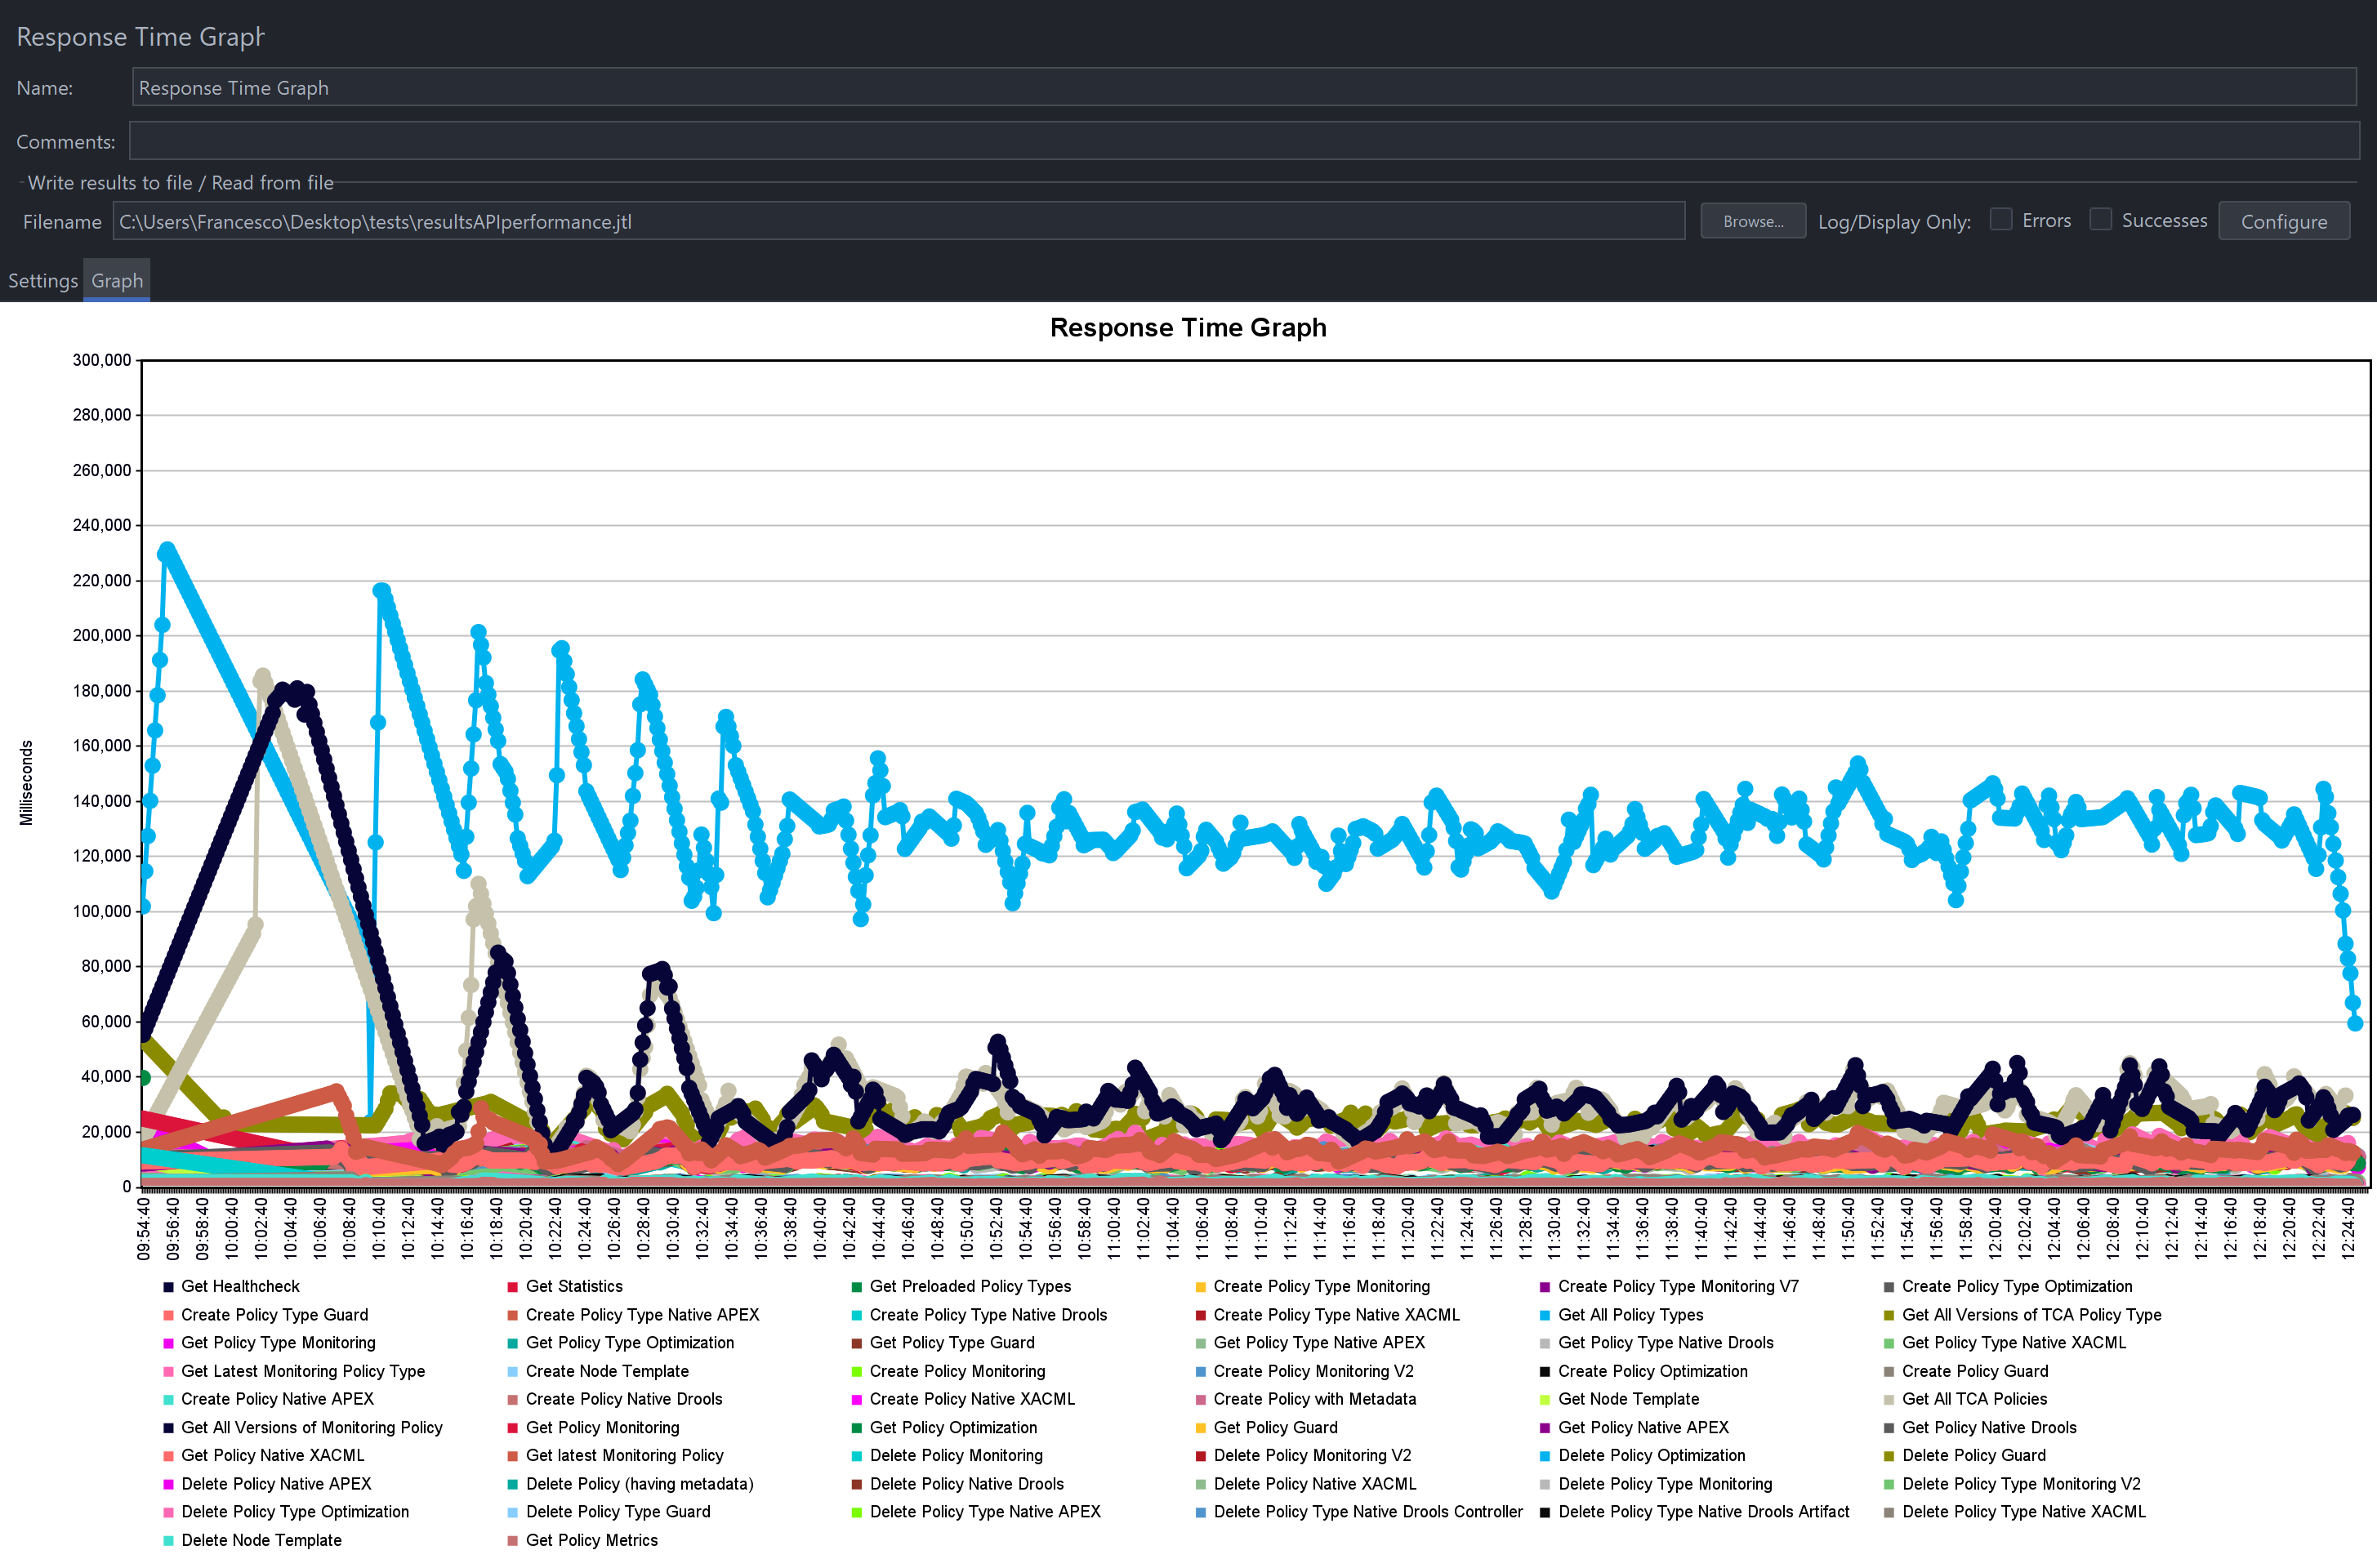 Response Time Graph
Name: Response Time Graph
Comments:
Write results to file / Read from file
Filename C:\Users\Francesco\Desktop\tests\resultsAPIperformance.jtl Browse... Log/Display Only: Errors Successes Configure
Settings Graph
Response Time Graph
300,000
280,000
260,000
240,000
220,000
200,000
180,000
160,000
140,000
120,000
100,000
80,000
60,000
40,000
20,000
0
Milliseconds
09:54:40 09:56:40 09:58:40 10:00:40 10:02:40 10:04:40 10:06:40 10:08:40 10:10:40 10:12:40 10:14:40 10:16:40 10:18:40 10:20:40 10:22:40 10:24:40 10:26:40 10:28:40 10:30:40 10:32:40 10:34:40 10:36:40 10:38:40 10:40:40 10:42:40 10:44:40 10:46:40 10:48:40 10:50:40 10:52:40 10:54:40 10:56:40 10:58:40 11:00:40 11:02:40 11:04:40 11:06:40 11:08:40 11:10:40 11:12:40 11:14:40 11:16:40 11:18:40 11:20:40 11:22:40 11:24:40 11:26:40 11:28:40 11:30:40 11:32:40 11:34:40 11:36:40 11:38:40 11:40:40 11:42:40 11:44:40 11:46:40 11:48:40 11:50:40 11:52:40 11:54:40 11:56:40 11:58:40 12:00:40 12:02:40 12:04:40 12:06:40 12:08:40 12:10:40 12:12:40 12:14:40 12:16:40 12:18:40 12:20:40 12:22:40 12:24:40
Get Healthcheck Get Statistics Get Preloaded Policy Types Create Policy Type Monitoring Create Policy Type Monitoring V7 Create Policy Type Optimization
Create Policy Type Guard Create Policy Type Native APEX Create Policy Type Native Drools Create Policy Type Native XACML Get All Policy Types Get All Versions of TCA Policy Type
Get Policy Type Monitoring Get Policy Type Optimization Get Policy Type Guard Get Policy Type Native APEX Get Policy Type Native Drools Get Policy Type Native XACML
Get Latest Monitoring Policy Type Create Node Template Create Policy Monitoring Create Policy Monitoring V2 Create Policy Optimization Create Policy Guard
Create Policy Native APEX Create Policy Native Drools Create Policy Native XACML Create Policy with Metadata Get Node Template Get All TCA Policies
Get All Versions of Monitoring Policy Get Policy Monitoring Get Policy Optimization Get Policy Guard Get Policy Native APEX Get Policy Native Drools
Get Policy Native XACML Get latest Monitoring Policy Delete Policy Monitoring Delete Policy Monitoring V2 Delete Policy Optimization Delete Policy Guard
Delete Policy Native APEX Delete Policy (having metadata) Delete Policy Native Drools Delete Policy Native XACML Delete Policy Type Monitoring Delete Policy Type Monitoring V2
Delete Policy Type Optimization Delete Policy Type Guard Delete Policy Type Native APEX Delete Policy Type Native Drools Controller Delete Policy Type Native Drools Artifact Delete Policy Type Native XACML
Delete Node Template Get Policy Metrics